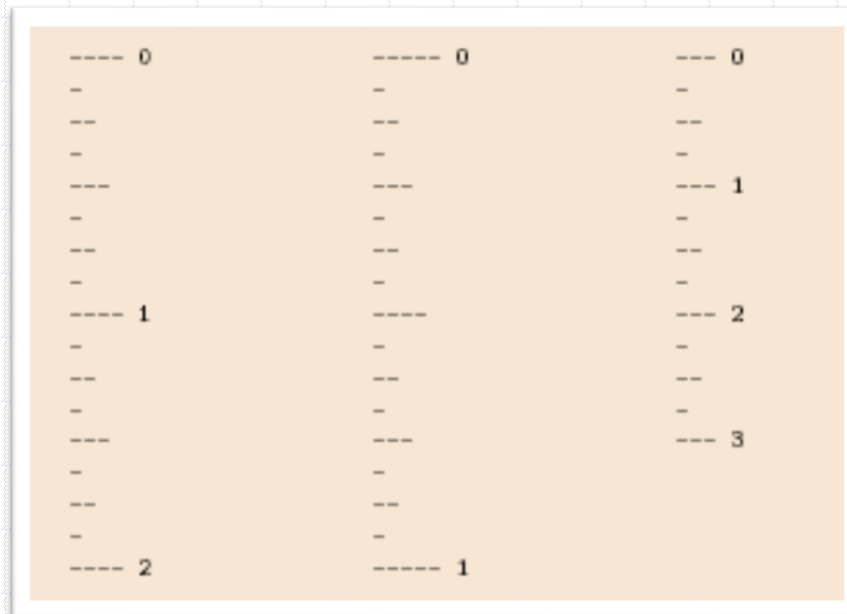 ---- 0 ----- 0 --- 0
- - -
-- -- --
- - -
--- --- --- 1
- - -
-- -- --
- - -
---- 1 ---- --- 2
- - -
-- -- --
- - -
--- --- --- 3
- -
-- --
- -
---- 2 ----- 1